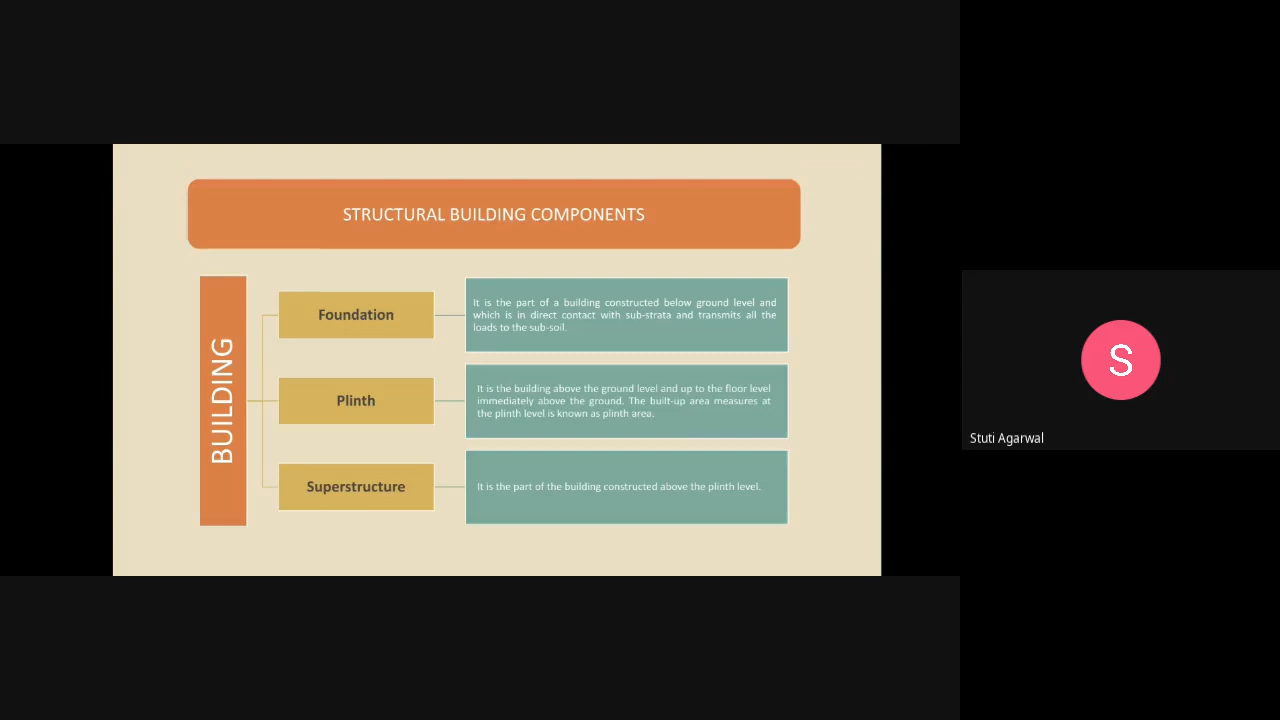 STRUCTURAL BUILDING COMPONENTS
BUILDING
Foundation
It is the part of a building constructed below ground level and
which is in direct contact with sub-strata and transmits all the
loads to the sub-soil.
Plinth
It is the building above the ground level and up to the floor level
immediately above the ground. The built-up area measures at
the plinth level is known as plinth area.
Superstructure
It is the part of the building constructed above the plinth level.
S
Stuti Agarwal